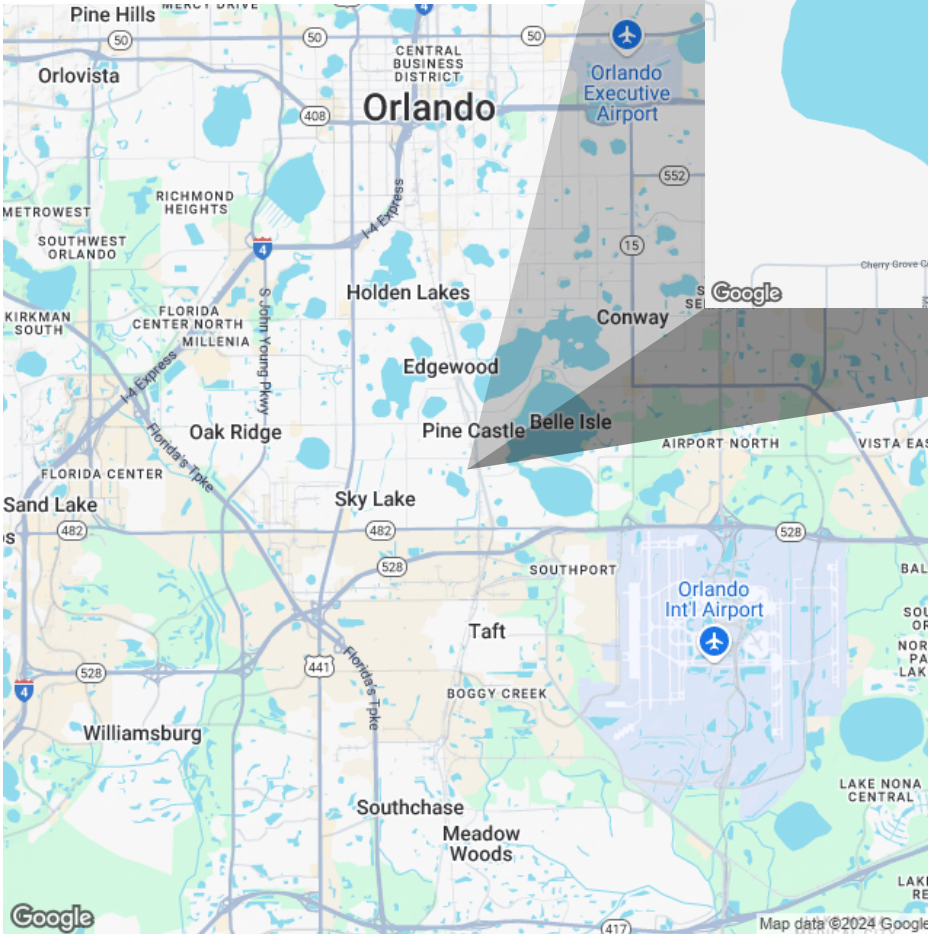 MERCY DRIVE
4
Pine Hills
50
50
50
CENTRAL
BUSINESS
DISTRICT
Orlovista
Orlando
Executive
Airport
Orlando
408
552
RICHMOND
HEIGHTS
METROWEST
I-4 Express
SOUTHWEST
ORLANDO
4
15
Cherry Grove
Google
Holden Lakes
S John Young Pkwy
FLORIDA
CENTER NORTH
KIRKMAN
SOUTH
Conway
MILLENIA
Edgewood
I-4 Express
Belle Isle
Pine Castle
Oak Ridge
AIRPORT NORTH
Florida's Tpke
FLORIDA CENTER
Sand Lake
Sky Lake
482
482
528
528
SOUTHPORT
Orlando
Int'l Airport
Taft
441
Florida's Tpke
528
4
BOGGY CREEK
Williamsburg
LAKE NONA
CENTRAL
Southchase
Meadow
Woods
417
Google
Map data ©2024 Google